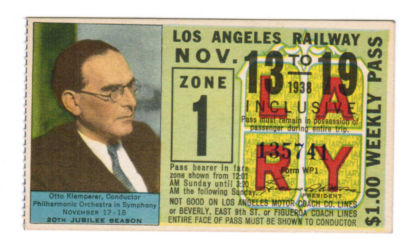 LOS ANGELES RAILWAY
NOV. 13 TO 19
1938
INCLUSIVE
ZONE
1
Pass must remain in possession of
passenger during entire trip.
LA
RY
Form WP1
PRESIDENT
Pass bearer in fare
zone shown from 12:01
AM Sunday until
AM the following Sunday.
NOT GOOD ON LOS ANGELES MOTOR COACH CO. LINES
or BEVERLY, EAST 9th ST. or FIGUEROA COACH LINES
ENTIRE FACE OF PASS MUST BE SHOWN TO CONDUCTOR
$1.00 WEEKLY PASS
Otto Klemperer, Conductor
Philharmonic Orchestra in Symphony
NOVEMBER 17-18
20TH JUBILEE SEASON